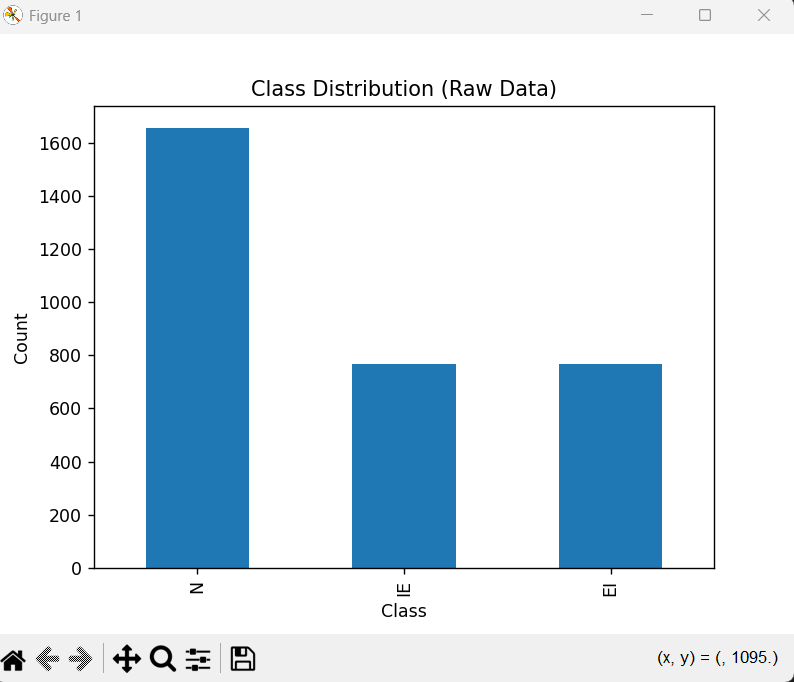 Figure 1
Class Distribution (Raw Data)
1600
1400
1200
1000
800
600
400
200
0
Count
N
IE
EI
Class
(x, y) = (, 1095.)